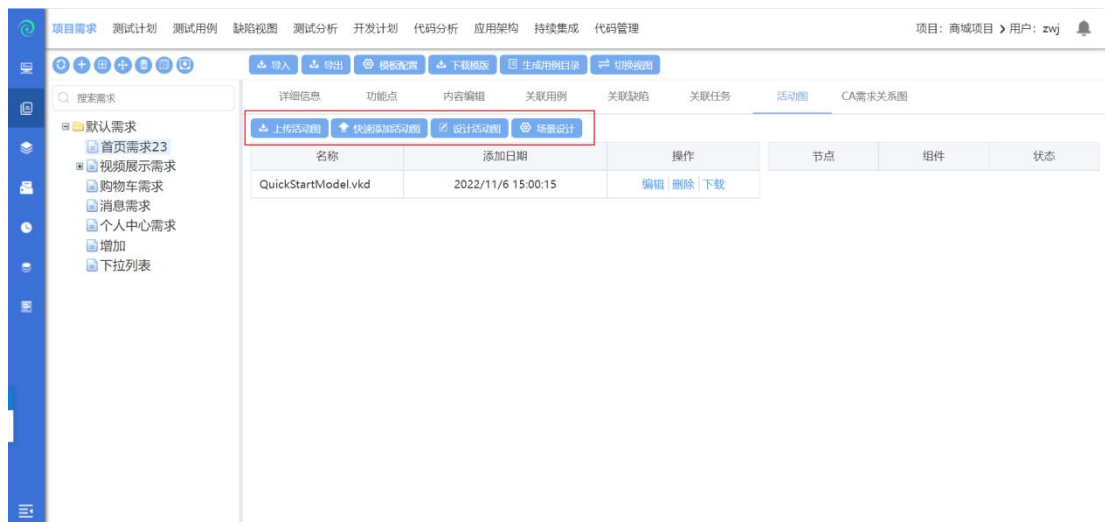 项目需求 测试计划 测试用例 缺陷视图 测试分析 开发计划 代码分析 应用架构 持续集成 代码管理 项目：商城项目 用户：zwj
导入 导出 模板配置 下载模版 生成用例目录 切换视图
搜索需求
默认需求
首页需求23
视频展示需求
购物车需求
消息需求
个人中心需求
增加
下拉列表
详细信息 功能点 内容编辑 关联用例 关联缺陷 关联任务 活动图 CA需求关系图
上传活动图 快速添加活动图 设计活动图 场景设计
名称 添加日期 操作 节点 组件 状态
QuickStartModel.vkd 2022/11/6 15:00:15 编辑 删除 下载